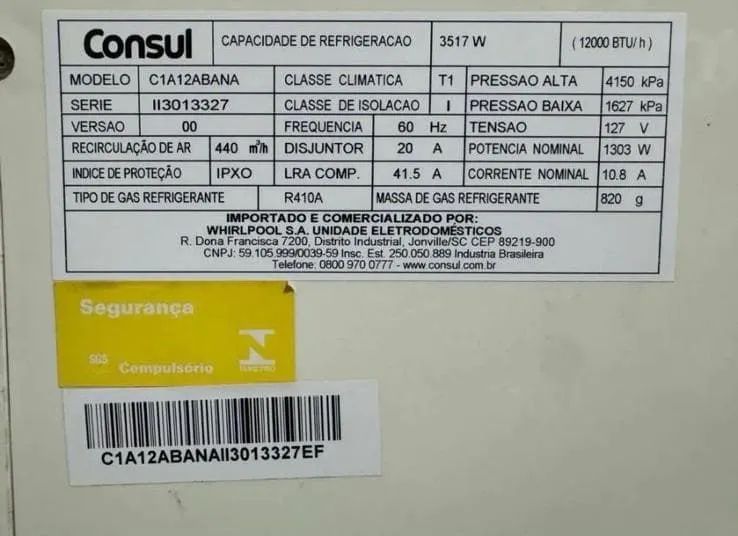 Consul CAPACIDADE DE REFRIGERACAO 3517 W (12000 BTU/h)
MODELO C1A12ABANA CLASSE CLIMATICA T1 PRESSAO ALTA 4150 kPa
SERIE II3013327 CLASSE DE ISOLACAO I PRESSAO BAIXA 1627 kPa
VERSAO 00 FREQUENCIA 60 Hz TENSAO 127 V
RECIRCULAÇÃO DE AR 440 m³/h DISJUNTOR 20 A POTENCIA NOMINAL 1303 W
INDICE DE PROTEÇÃO IPXO LRA COMP. 41.5 A CORRENTE NOMINAL 10.8 A
TIPO DE GAS REFRIGERANTE R410A MASSA DE GAS REFRIGERANTE 820 g
IMPORTADO E COMERCIALIZADO POR:
WHIRLPOOL S.A. UNIDADE ELETRODOMÉSTICOS
R. Dona Francisca 7200, Distrito Industrial, Jonville/SC CEP 89219-900
CNPJ: 59.105.999/0039-59 Insc. Est. 250.050.889 Industria Brasileira
Telefone: 0800 970 0777 - www.consul.com.br
Segurança
SGS Compulsório INMETRO
C1A12ABANAII3013327EF